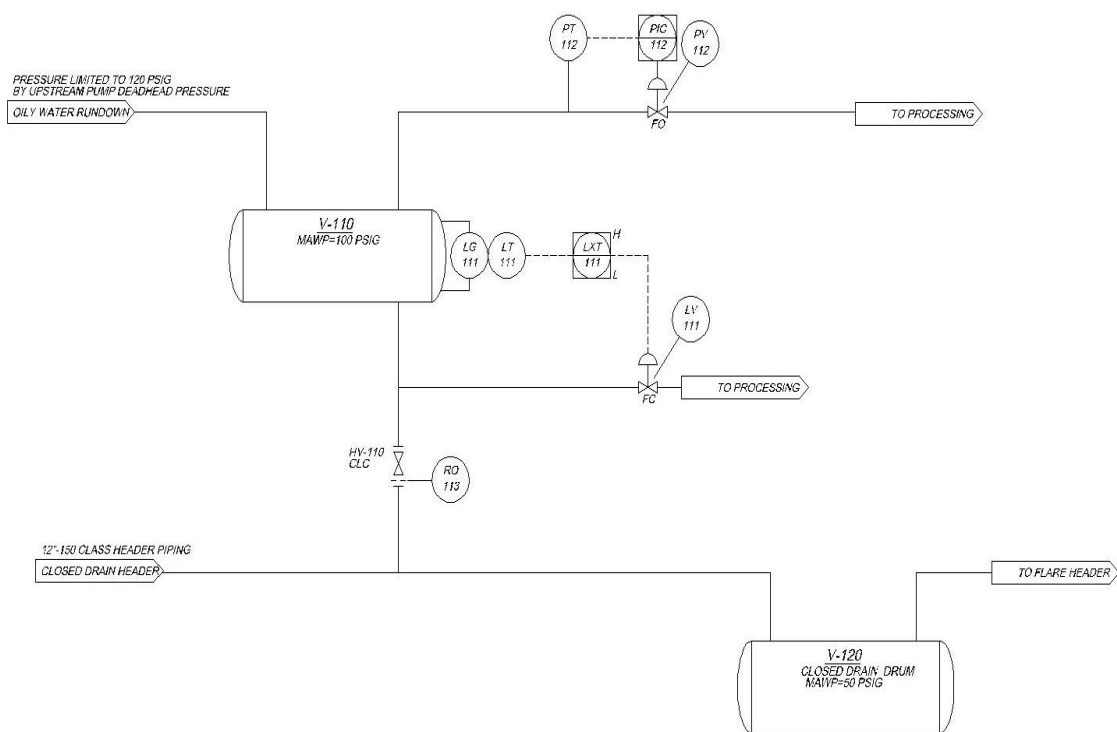 PT
112
PIC
112
PV
112
PRESSURE LIMITED TO 120 PSIG
BY UPSTREAM PUMP DEADHEAD PRESSURE
OILY WATER RUNDOWN
TO PROCESSING
FO
V-110
MAWP=100 PSIG
LG
111
LT
111
LXT
111
H
L
LV
111
TO PROCESSING
FC
HV-110
CLC
RO
113
12"-150 CLASS HEADER PIPING
CLOSED DRAIN HEADER
TO FLARE HEADER
V-120
CLOSED DRAIN DRUM
MAWP=50 PSIG